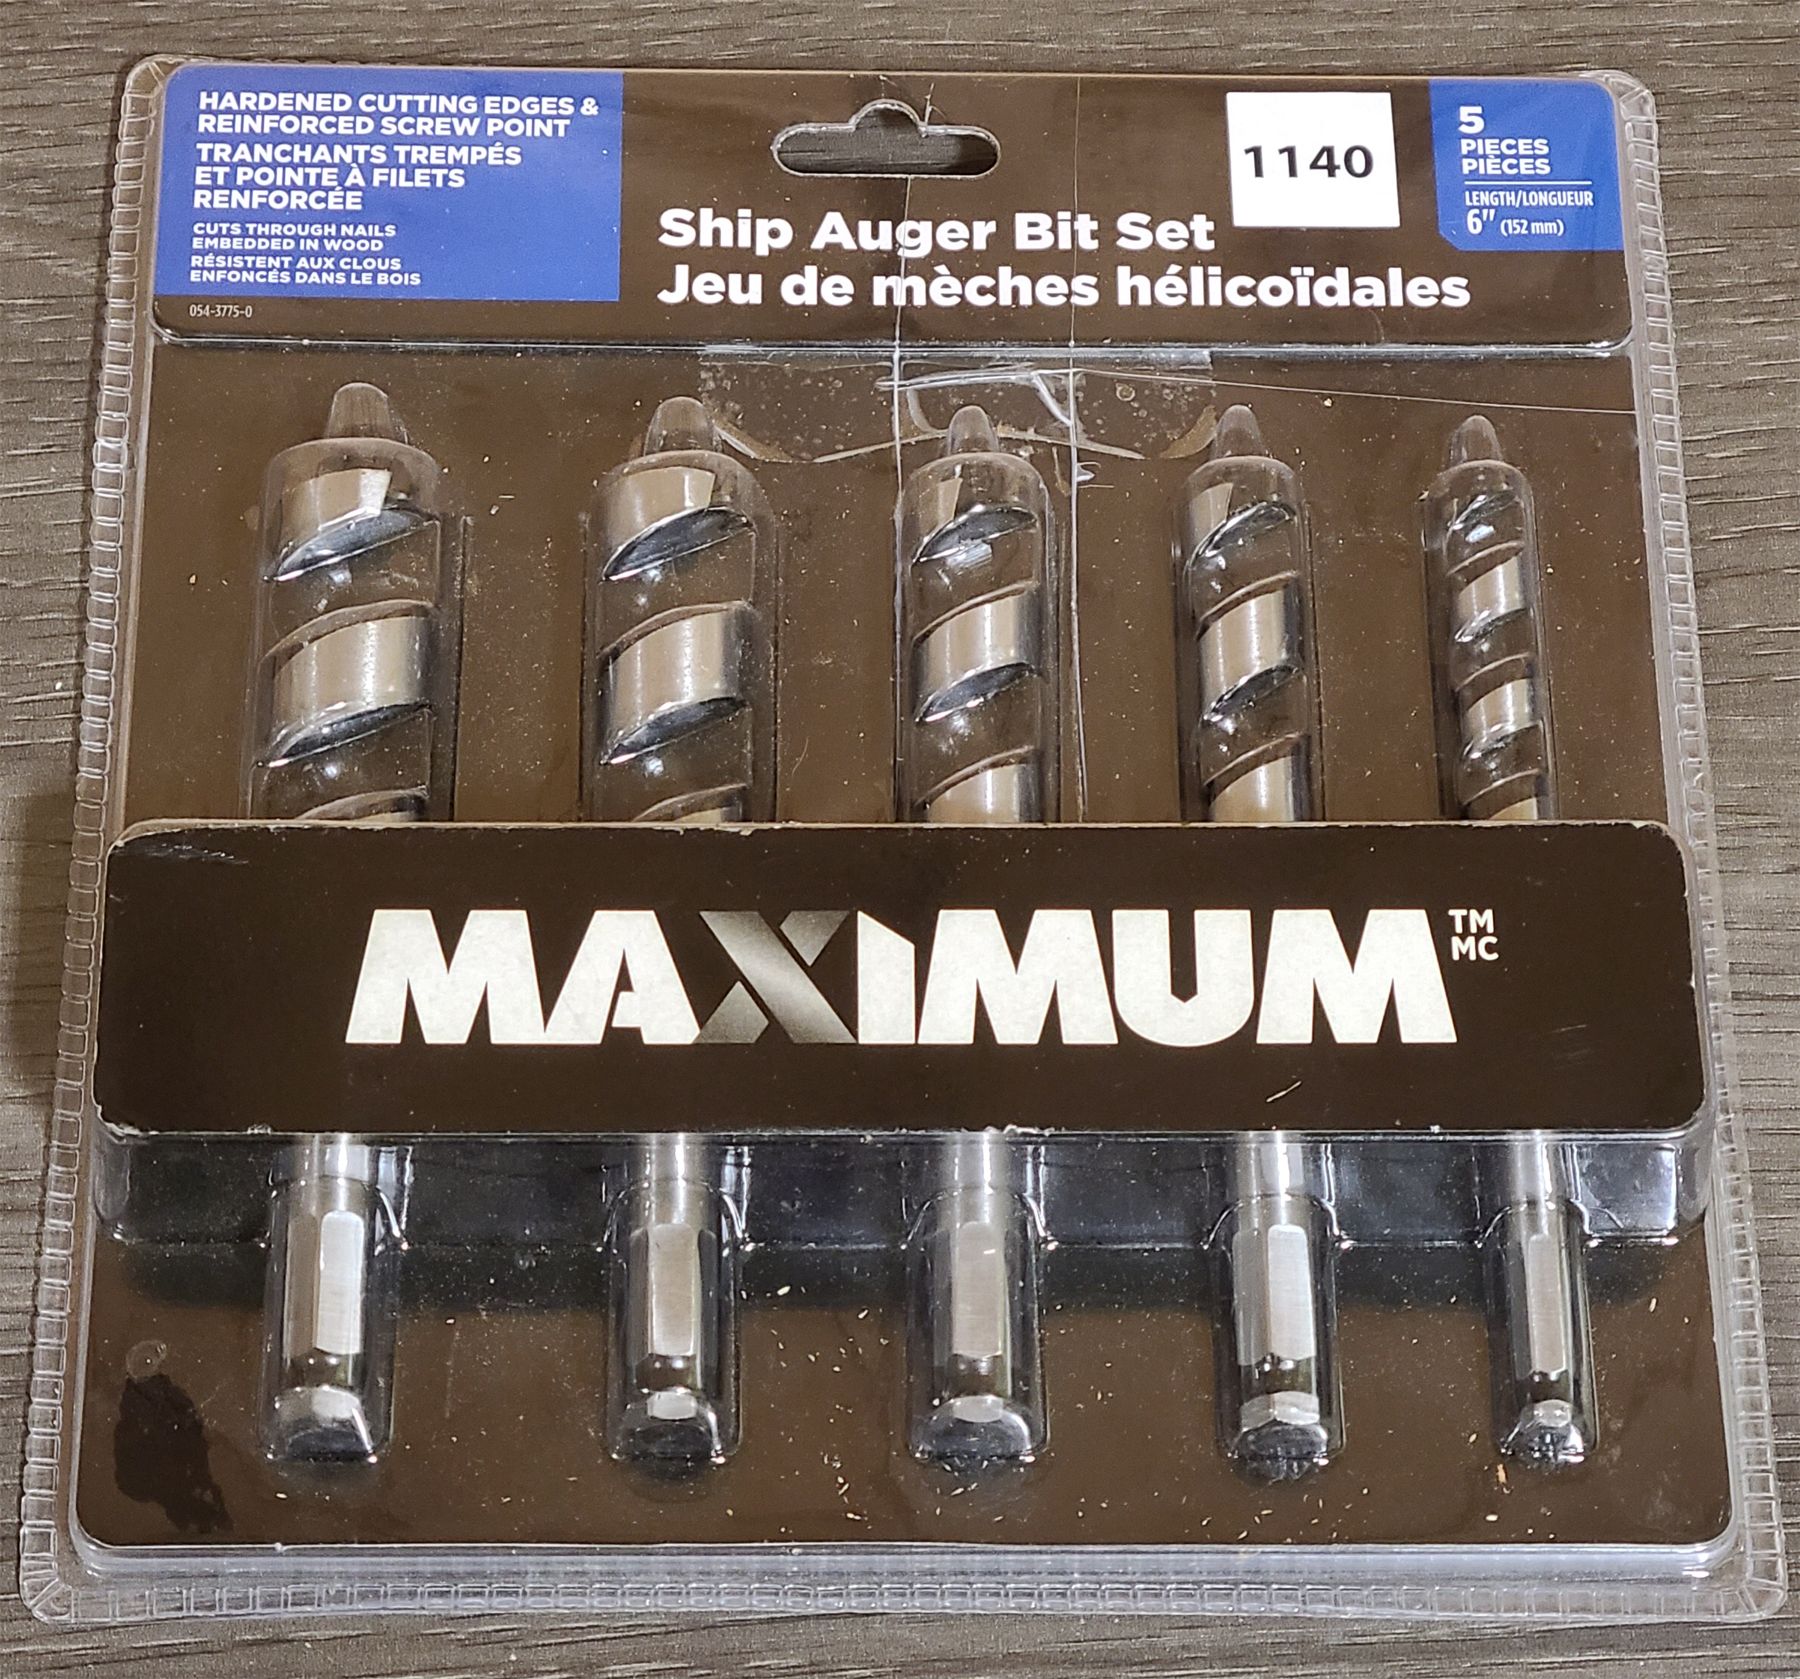 HARDENED CUTTING EDGES &
REINFORCED SCREW POINT
TRANCHANTS TREMPÉS
ET POINTE À FILETS
RENFORCÉE
CUTS THROUGH NAILS
EMBEDDED IN WOOD
RÉSISTENT AUX CLOUS
ENFONCÉS DANS LE BOIS
054-3775-0
Ship Auger Bit Set
Jeu de mèches hélicoïdales
1140
5
PIECES
PIÈCES
LENGTH/LONGUEUR
6" (152 mm)
MAXIMUM TM
MC